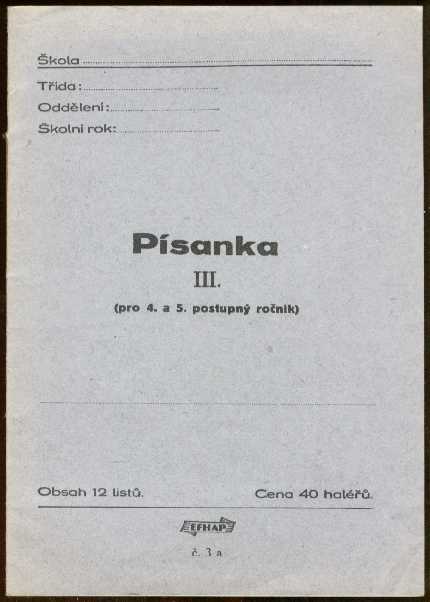 Škola
Třída:
Oddělení:
Školní rok:
Písanka
III.
(pro 4. a 5. postupný ročník)
Obsah 12 listů.
Cena 40 haléřů.
EFHAP
č. 3 a